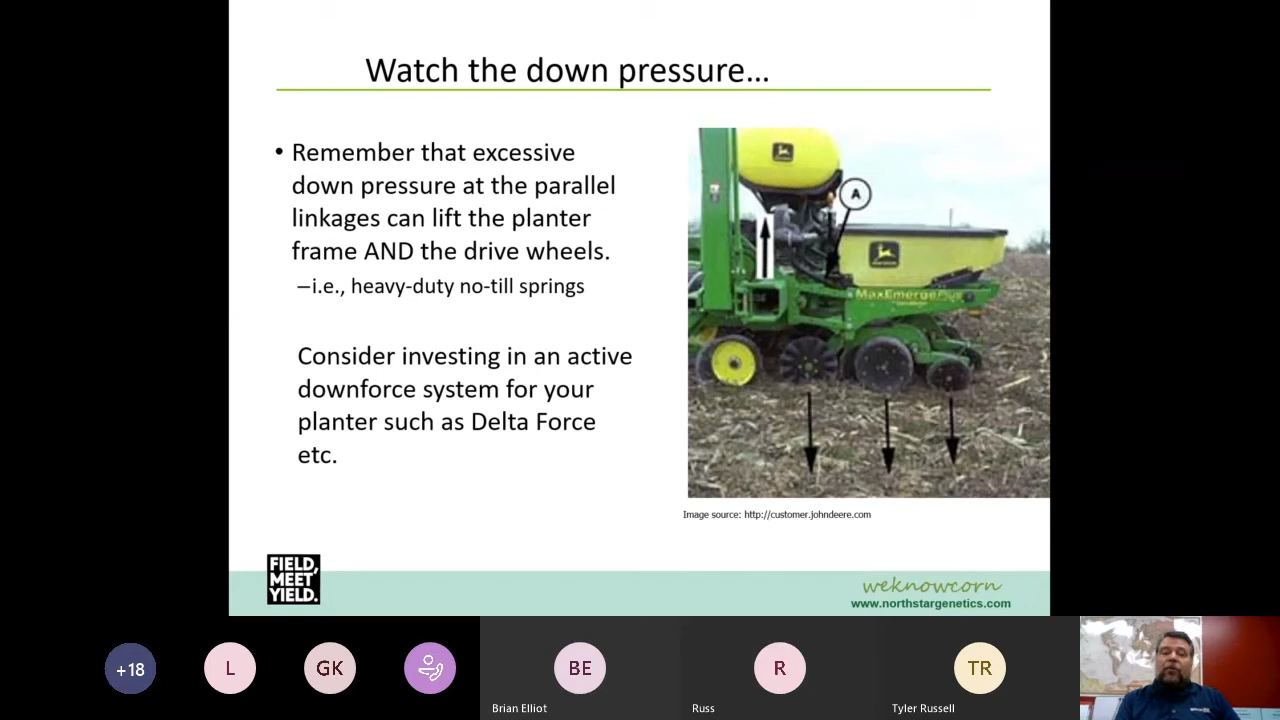 Watch the down pressure…
• Remember that excessive
down pressure at the parallel
linkages can lift the planter
frame AND the drive wheels.
–i.e., heavy-duty no-till springs
Consider investing in an active
downforce system for your
planter such as Delta Force
etc.
A
MaxEmerge Plus
Image source: http://customer.johndeere.com
FIELD,
MEET
YIELD.
weknowcorn
www.northstargenetics.com
+18
L
GK
BE
R
TR
Brian Elliot
Russ
Tyler Russell